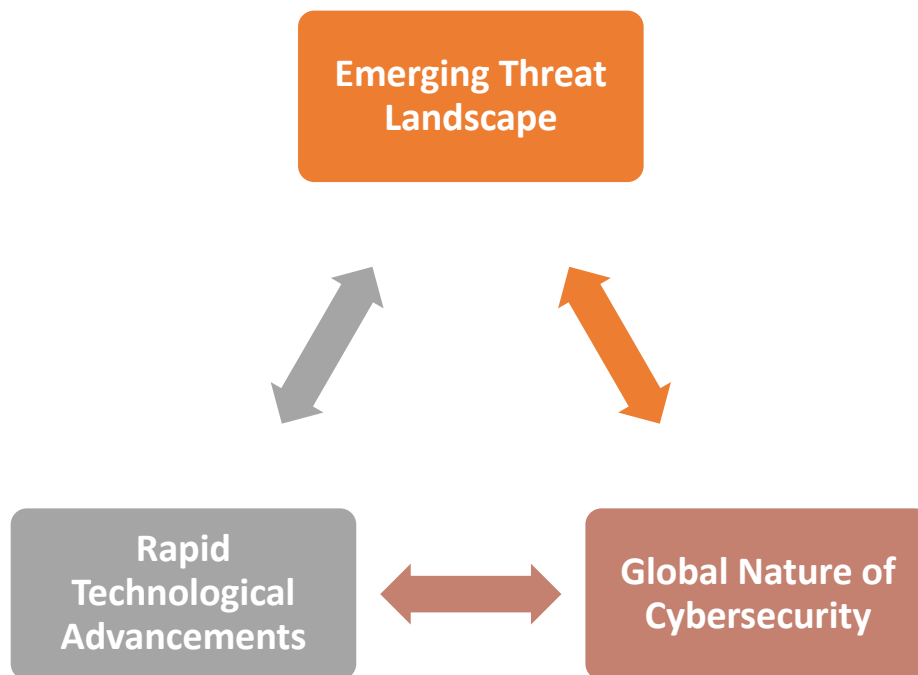 Emerging Threat
Landscape
Rapid
Technological
Advancements
Global Nature of
Cybersecurity